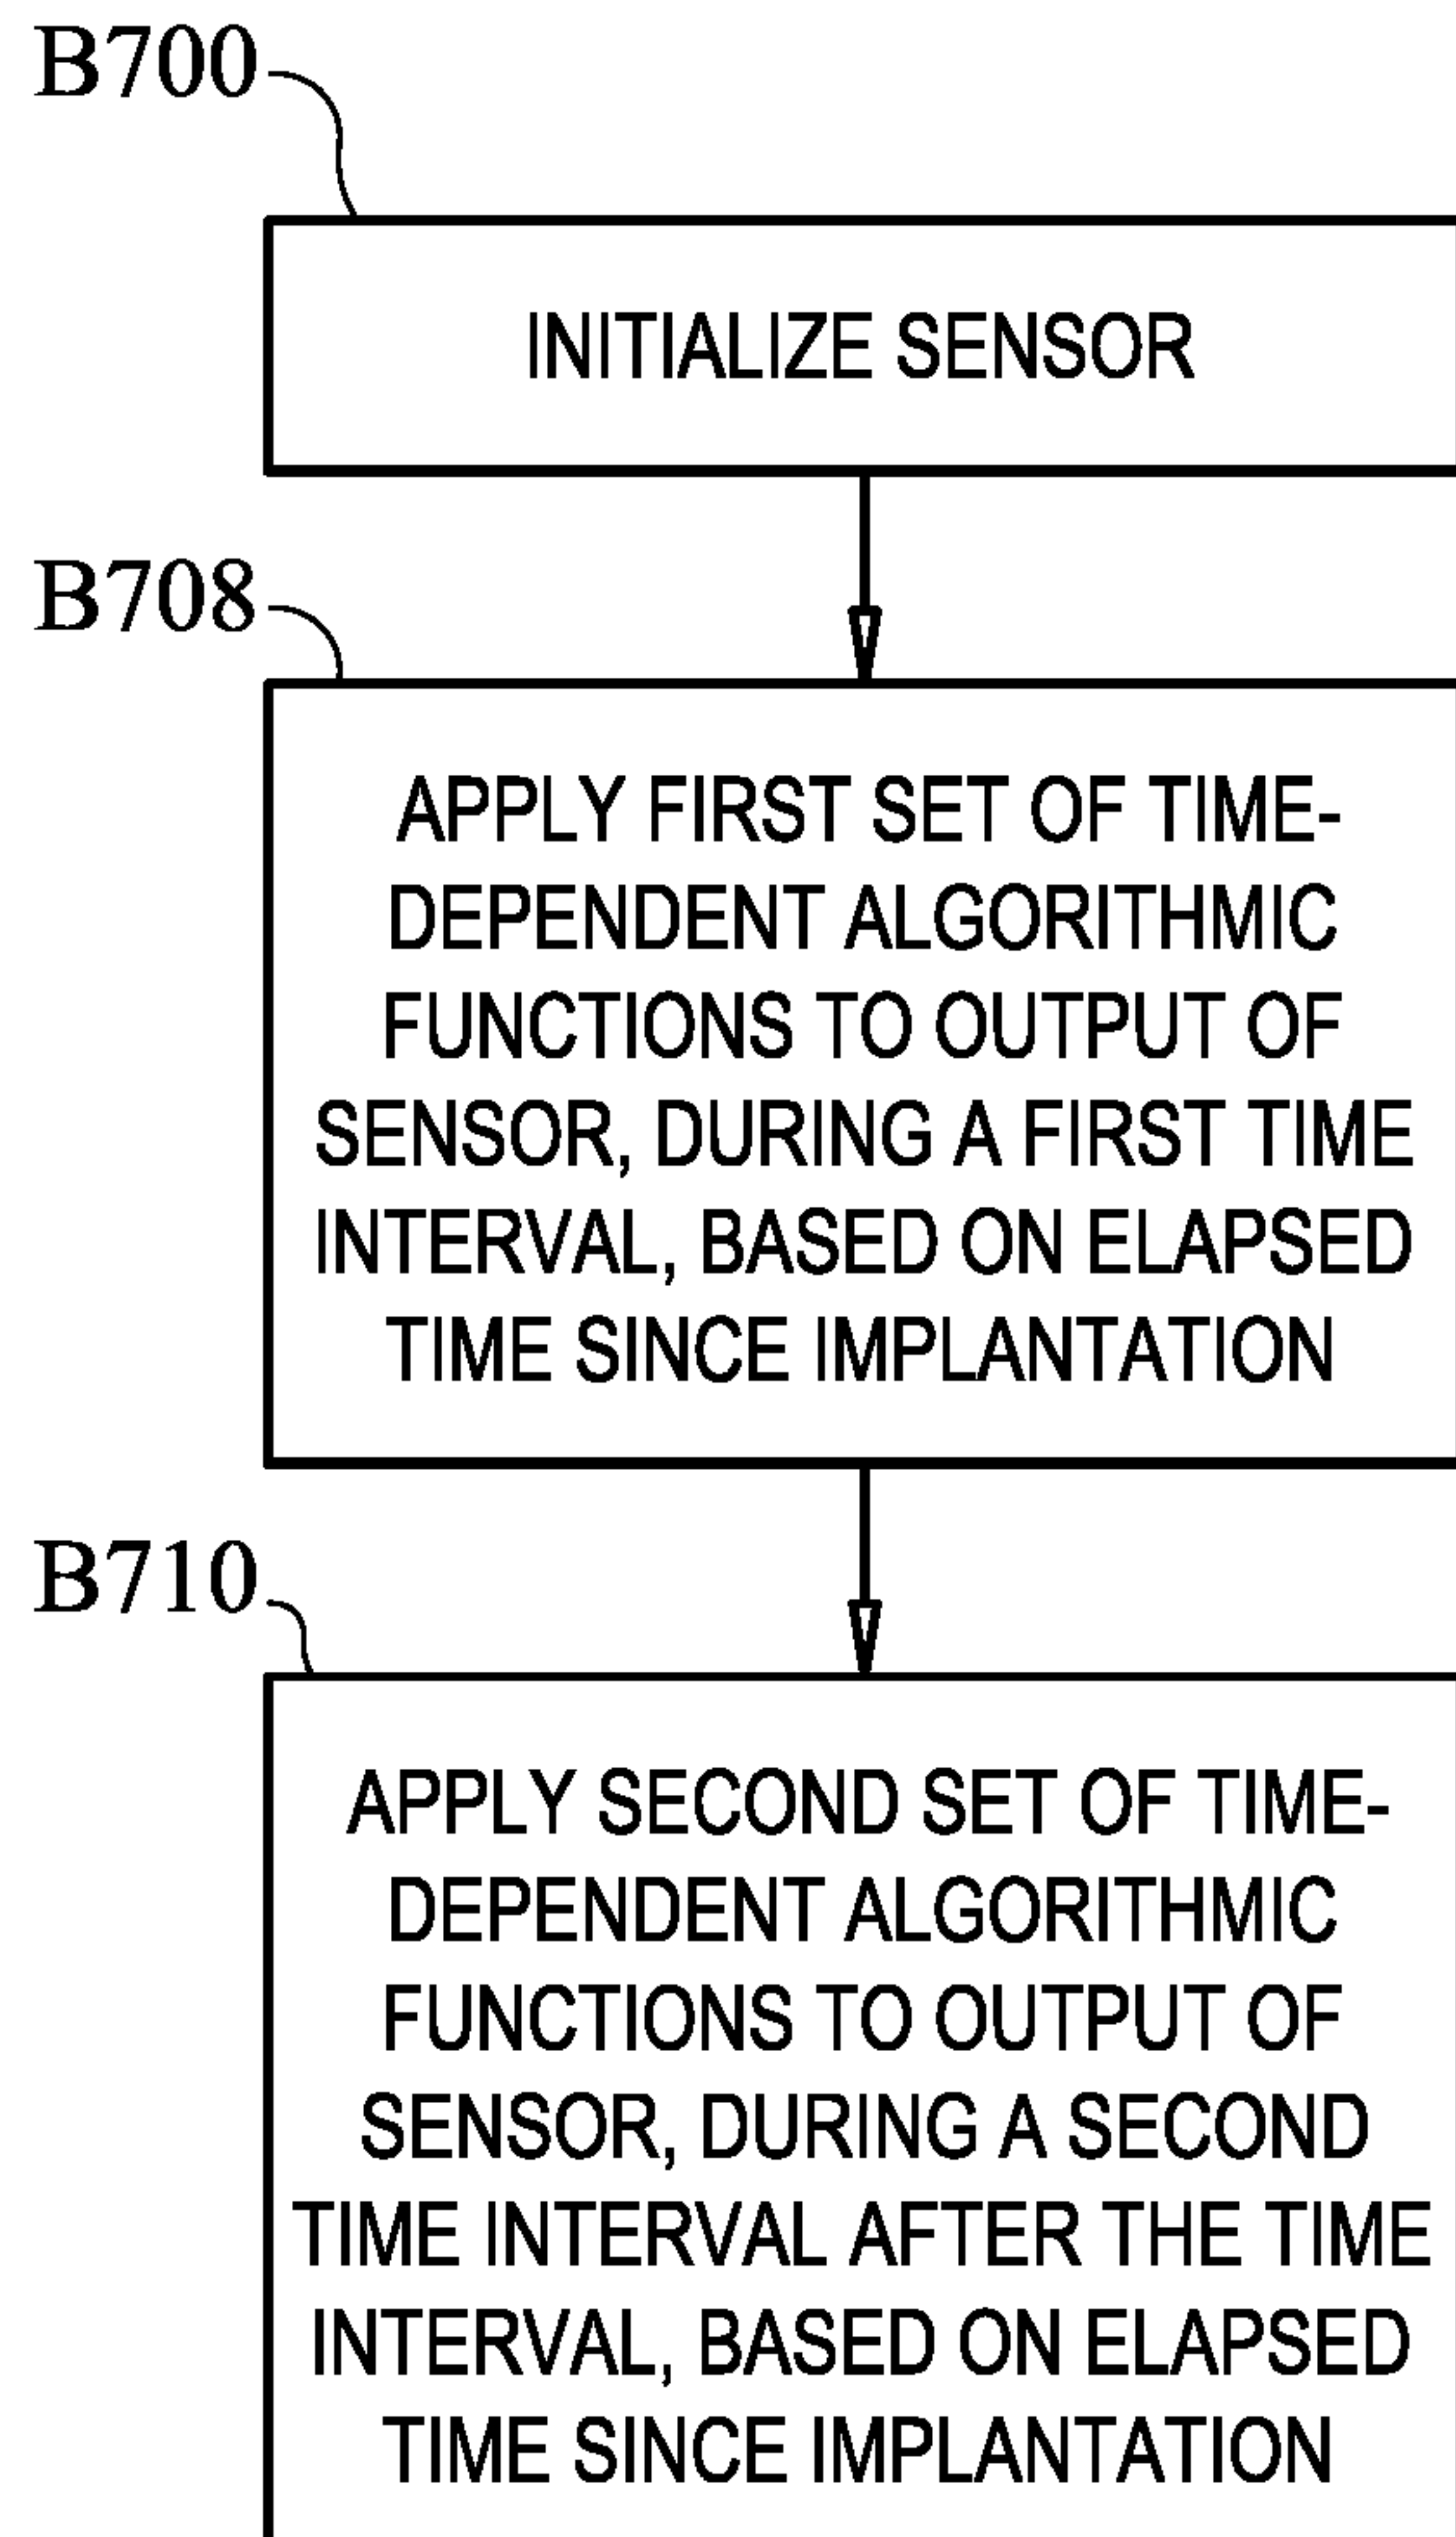 B700
INITIALIZE SENSOR
B708
APPLY FIRST SET OF TIME-
DEPENDENT ALGORITHMIC
FUNCTIONS TO OUTPUT OF
SENSOR, DURING A FIRST TIME
INTERVAL, BASED ON ELAPSED
TIME SINCE IMPLANTATION
B710
APPLY SECOND SET OF TIME-
DEPENDENT ALGORITHMIC
FUNCTIONS TO OUTPUT OF
SENSOR, DURING A SECOND
TIME INTERVAL AFTER THE TIME
INTERVAL, BASED ON ELAPSED
TIME SINCE IMPLANTATION